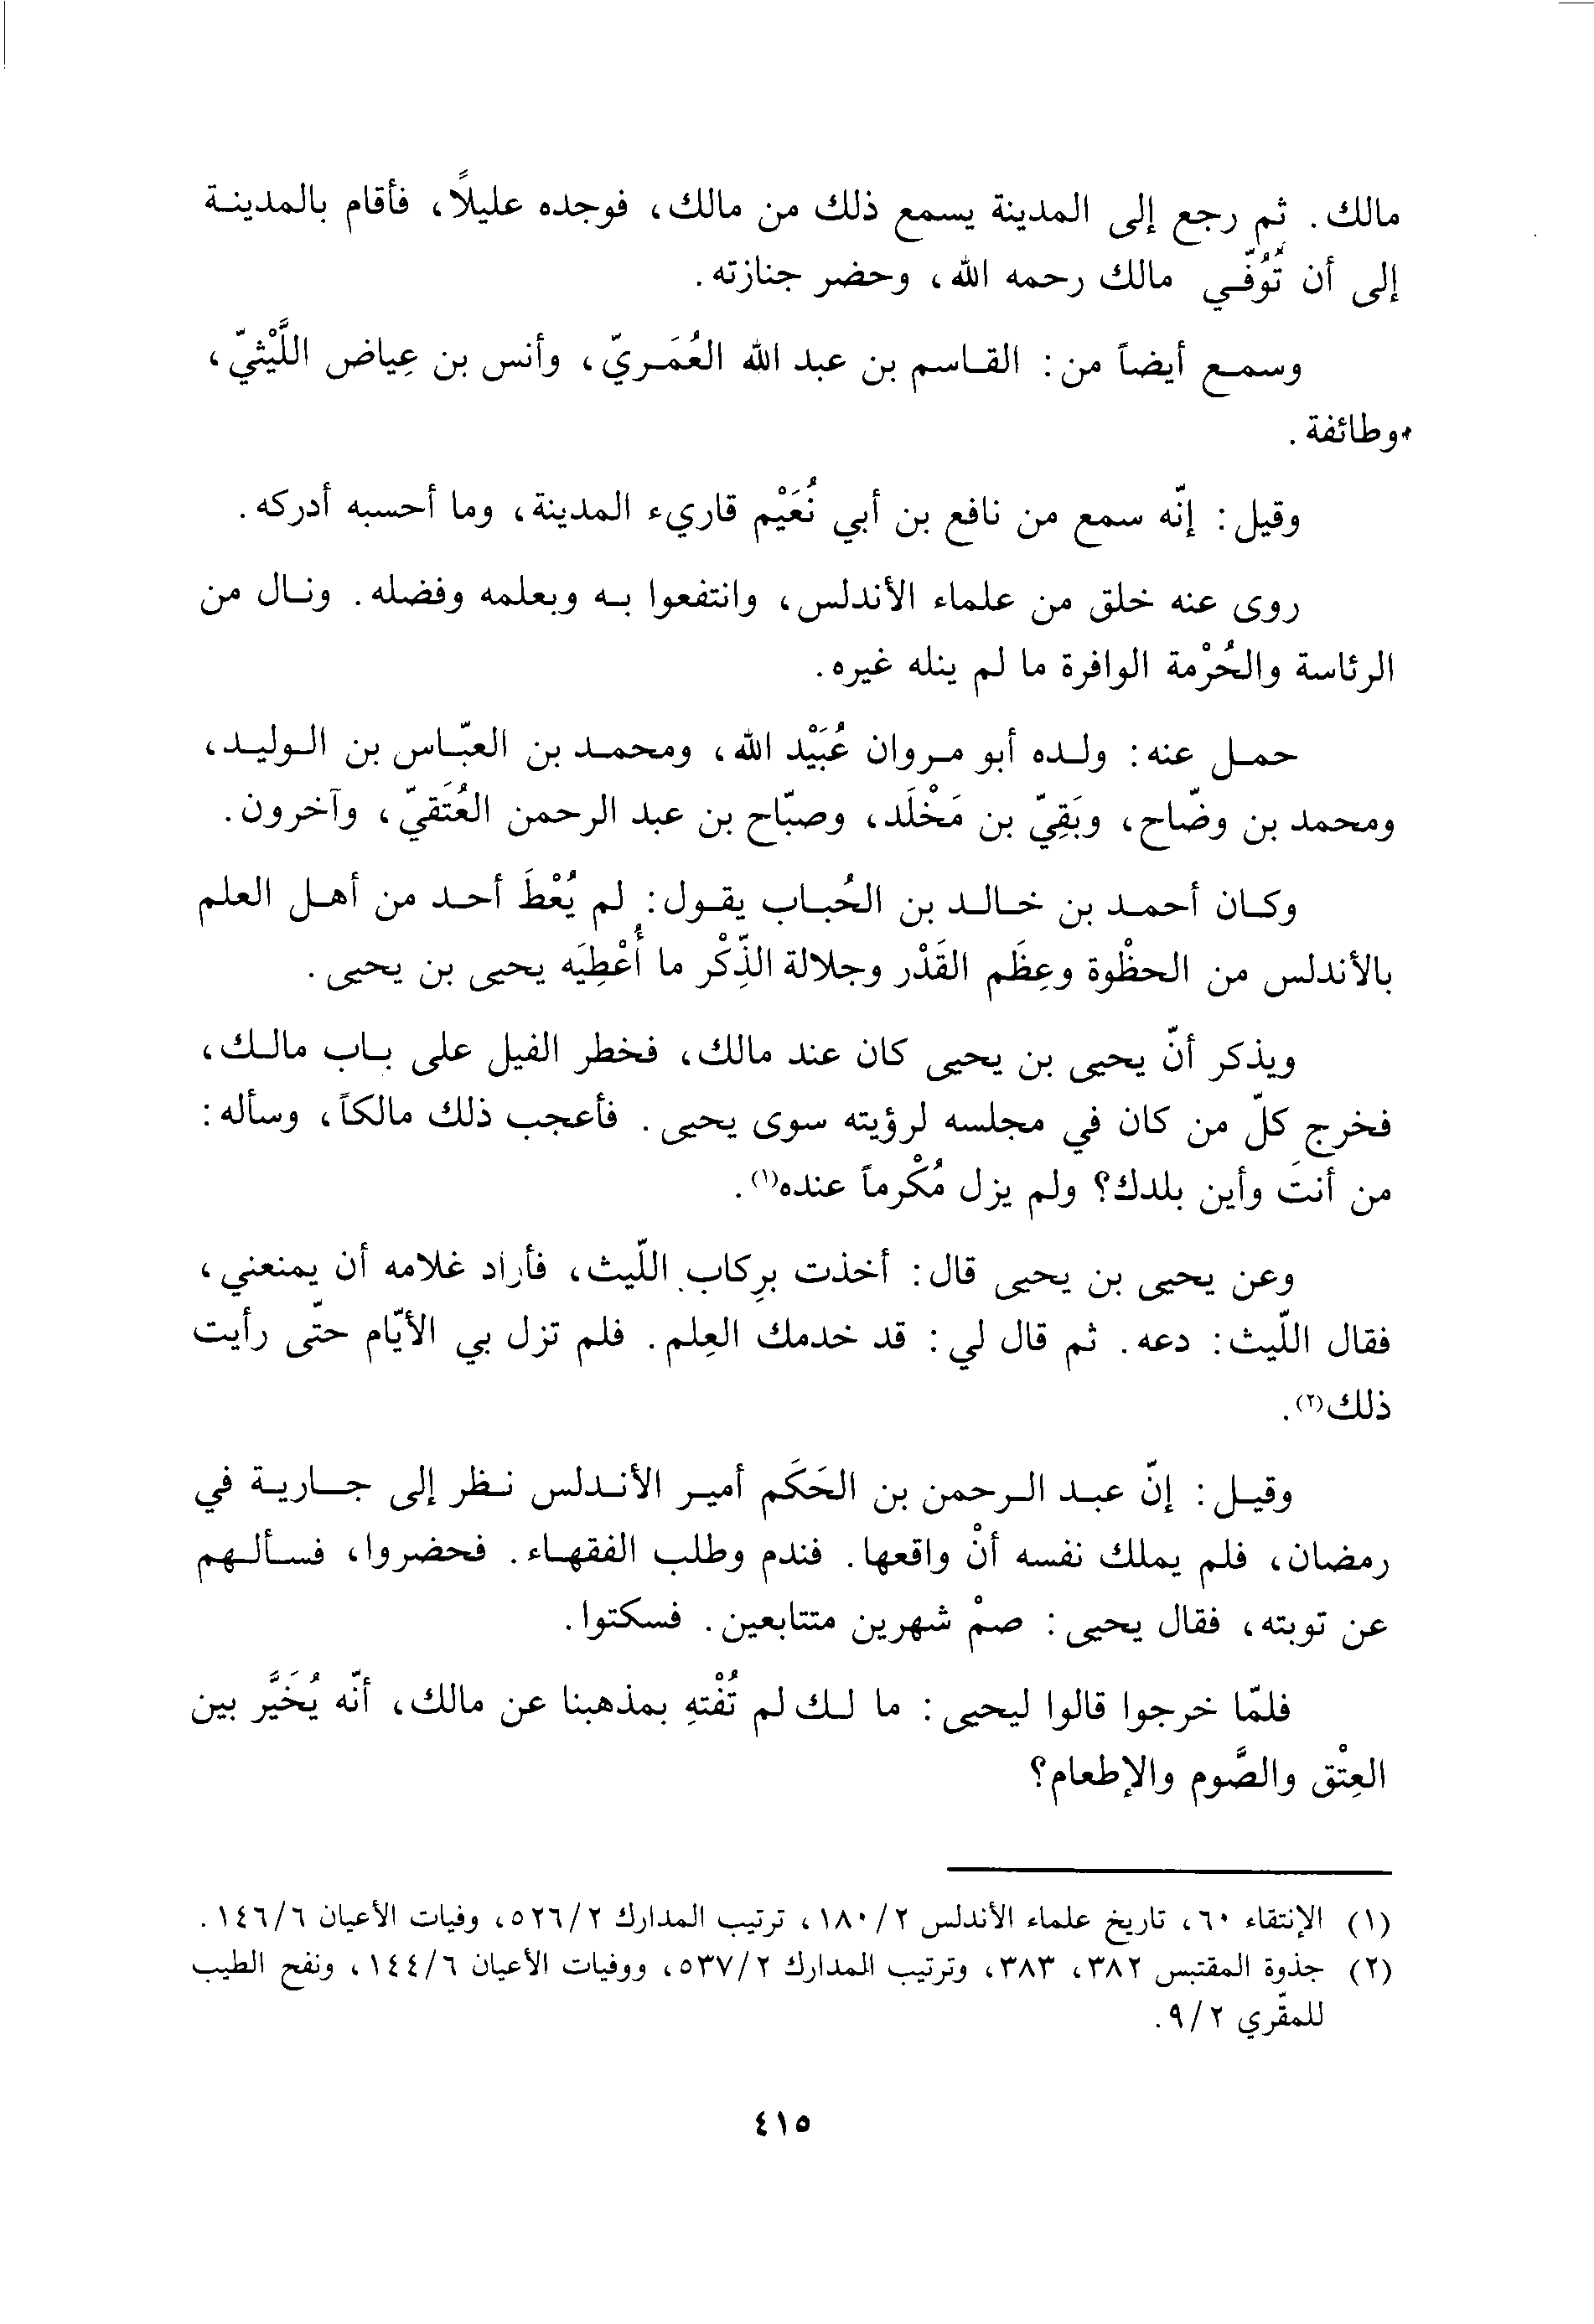 مالك. ثم رجع إلى المدينة يسمع ذلك من مالك، فوجده عليلاً، فأقام بالمدينة
إلى أن تُوُفّي مالك رحمه الله، وحضر جنازته.
وسمع أيضاً من: القاسم بن عبد الله العُمَريّ، وأنس بن عِياض اللَّيْثيّ،
وطائفة.
وقيل: إنّه سمع من نافع بن أبي نُعَيْم قاريء المدينة، وما أحسبه أدركه.
روى عنه خلق من علماء الأندلس، وانتفعوا به وبعلمه وفضله. ونال من
الرئاسة والحُرْمة الوافرة ما لم ينله غيره.
حمل عنه: ولده أبو مروان عُبَيْد الله، ومحمد بن العبّاس بن الوليد،
ومحمد بن وضّاح، وبَقِيّ بن مَخْلَد، وصبّاح بن عبد الرحمن العُتَقيّ، وآخرون.
وكان أحمد بن خالد بن الحُباب يقول: لم يُعْطَ أحد من أهل العلم
بالأندلس من الحظْوة وعِظَم القَدْر وجلالة الذِّكْر ما أُعْطِيَه يحيى بن يحيى.
ويذكر أنّ يحيى بن يحيى كان عند مالك، فخطر الفيل على باب مالك،
فخرج كلّ من كان في مجلسه لرؤيته سوى يحيى. فأعجب ذلك مالكاً، وسأله:
من أنتَ وأين بلدك؟ ولم يزل مُكْرماً عنده(١).
وعن يحيى بن يحيى قال: أخذت برِكاب اللّيث، فأراد غلامه أن يمنعني،
فقال اللّيث: دعه. ثم قال لي: قد خدمك العِلم. فلم تزل بي الأيّام حتّى رأيت
ذلك(٢).
وقيل: إنّ عبد الرحمن بن الحَكَم أمير الأندلس نظر إلى جارية في
رمضان، فلم يملك نفسه أنْ واقعها. فندم وطلب الفقهاء. فحضروا، فسألهم
عن توبته، فقال يحيى: صمْ شهرين متتابعين. فسكتوا.
فلمّا خرجوا قالوا ليحيى: ما لك لم تُفْتهِ بمذهبنا عن مالك، أنّه يُخَيَّر بين
العِتْق والصَّوم والإطعام؟
(١) الإنتقاء ٦٠، تاريخ علماء الأندلس ١٨٠/٢، ترتيب المدارك ٥٢٦/٢، وفيات الأعيان ١٤٦/٦.
(٢) جذوة المقتبس ٣٨٢، ٣٨٣، وترتيب المدارك ٥٣٧/٢، ووفيات الأعيان ١٤٤/٦، ونفح الطيب
للمقّري ٩/٢.
٤١٥